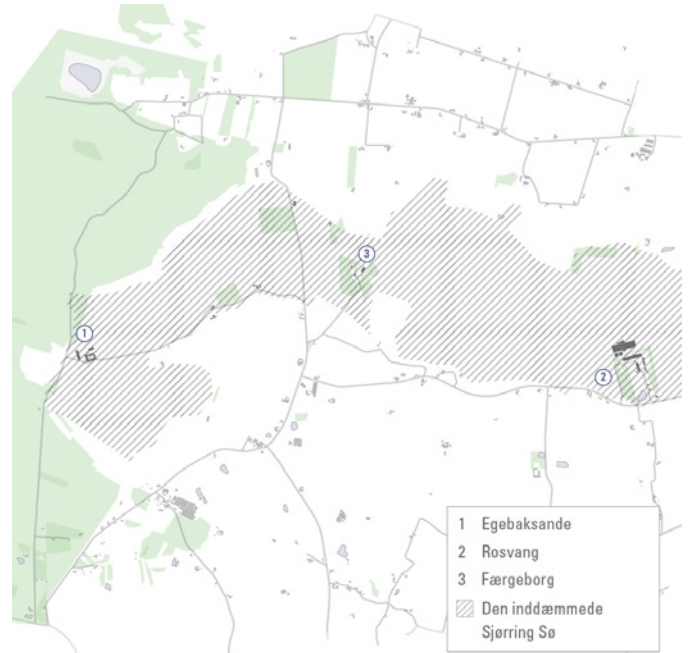 3
1
2
1 Egebaksande
2 Rosvang
3 Færgeborg
Den inddæmmede
Sjørring Sø